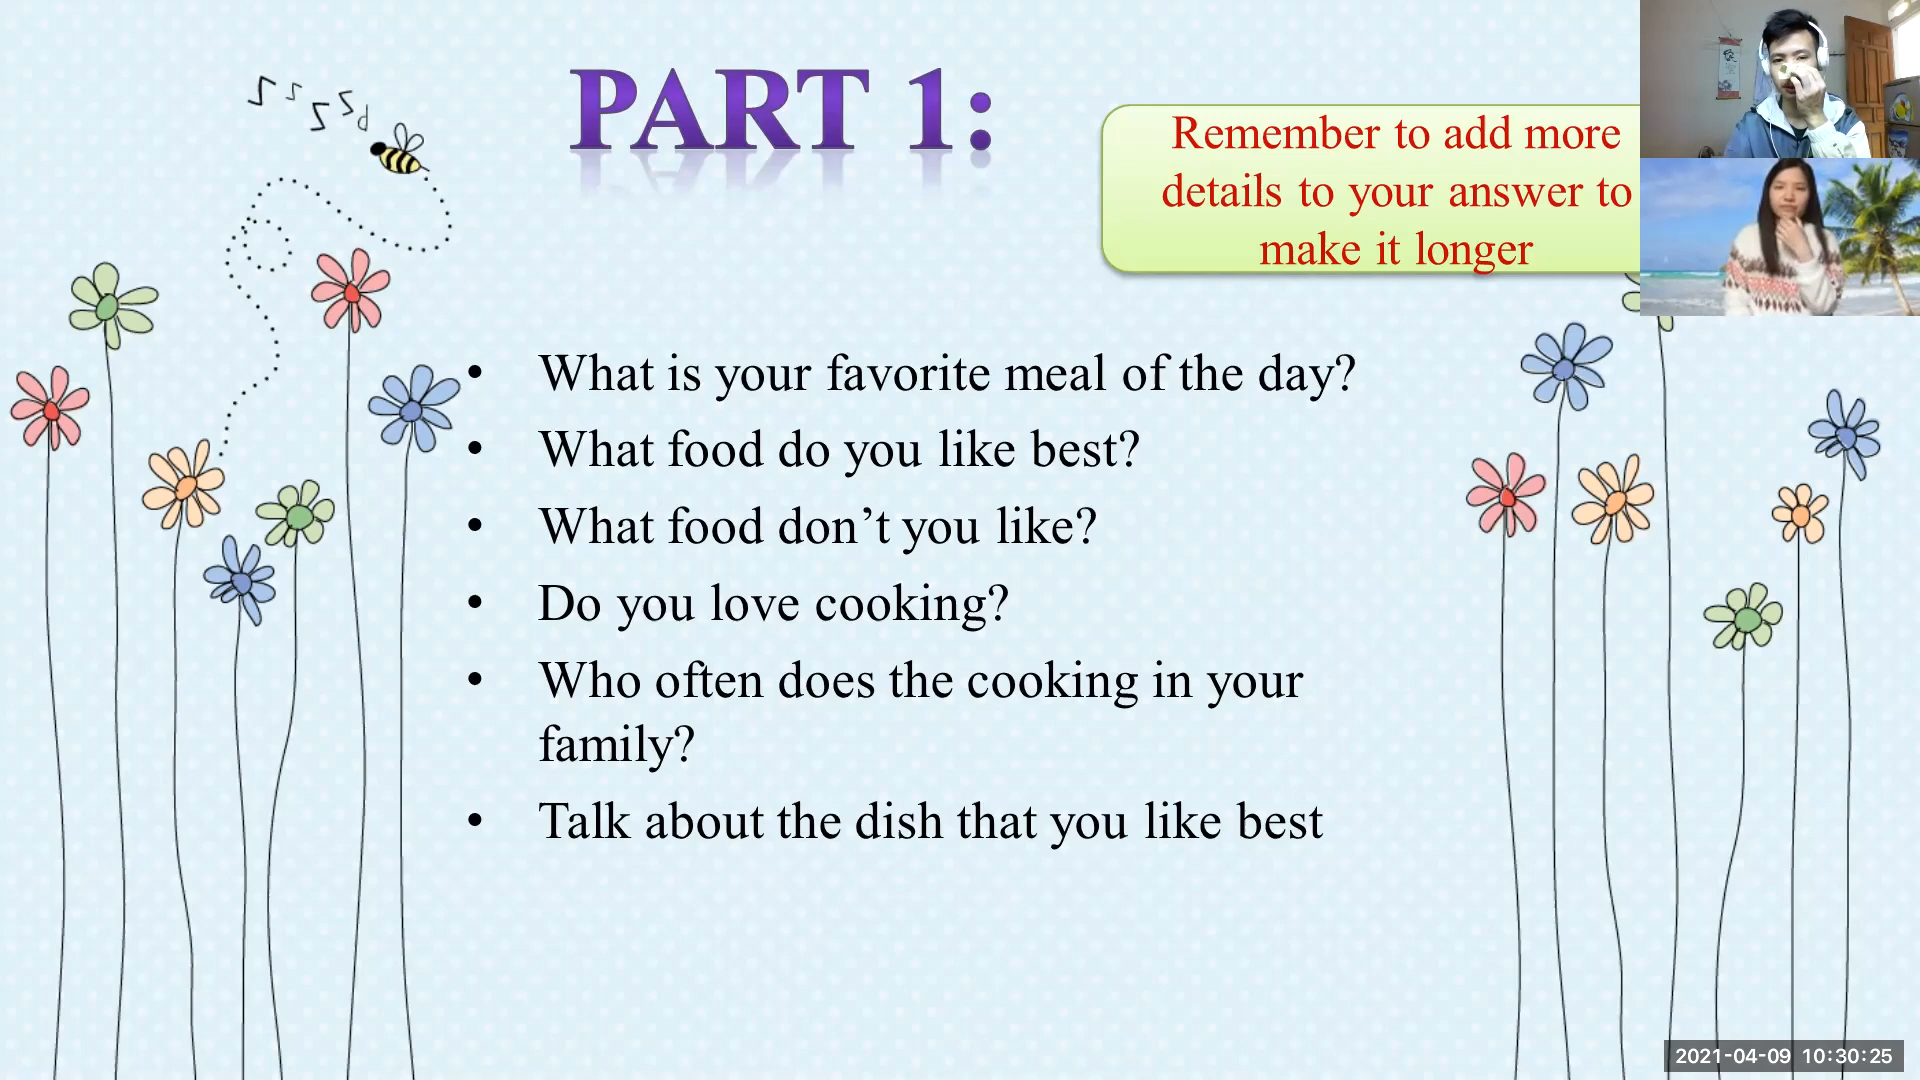 PART 1:
Remember to add more
details to your answer to
make it longer
• What is your favorite meal of the day?
• What food do you like best?
• What food don’t you like?
• Do you love cooking?
• Who often does the cooking in your
family?
• Talk about the dish that you like best
2021-04-09 10:30:25